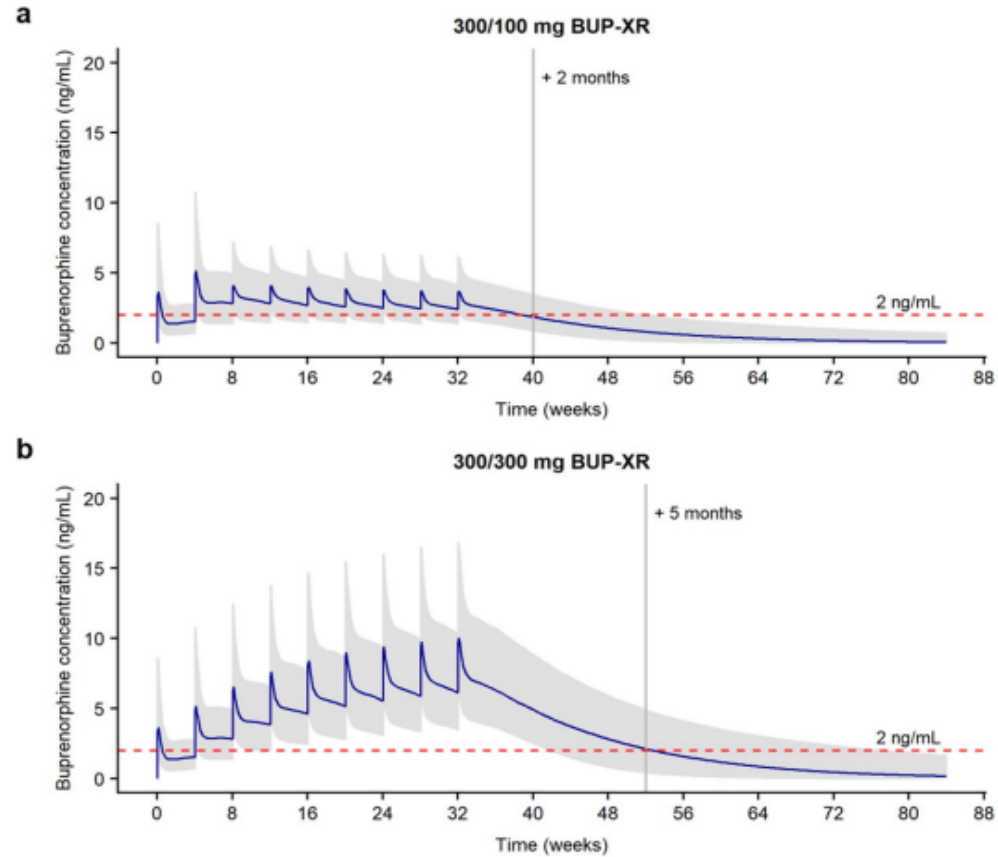 a
300/100 mg BUP-XR
Buprenorphine concentration (ng/mL)
20
15
10
5
0
+ 2 months
2 ng/mL
0 8 16 24 32 40 48 56 64 72 80 88
Time (weeks)
b
300/300 mg BUP-XR
Buprenorphine concentration (ng/mL)
20
15
10
5
0
+ 5 months
2 ng/mL
0 8 16 24 32 40 48 56 64 72 80 88
Time (weeks)